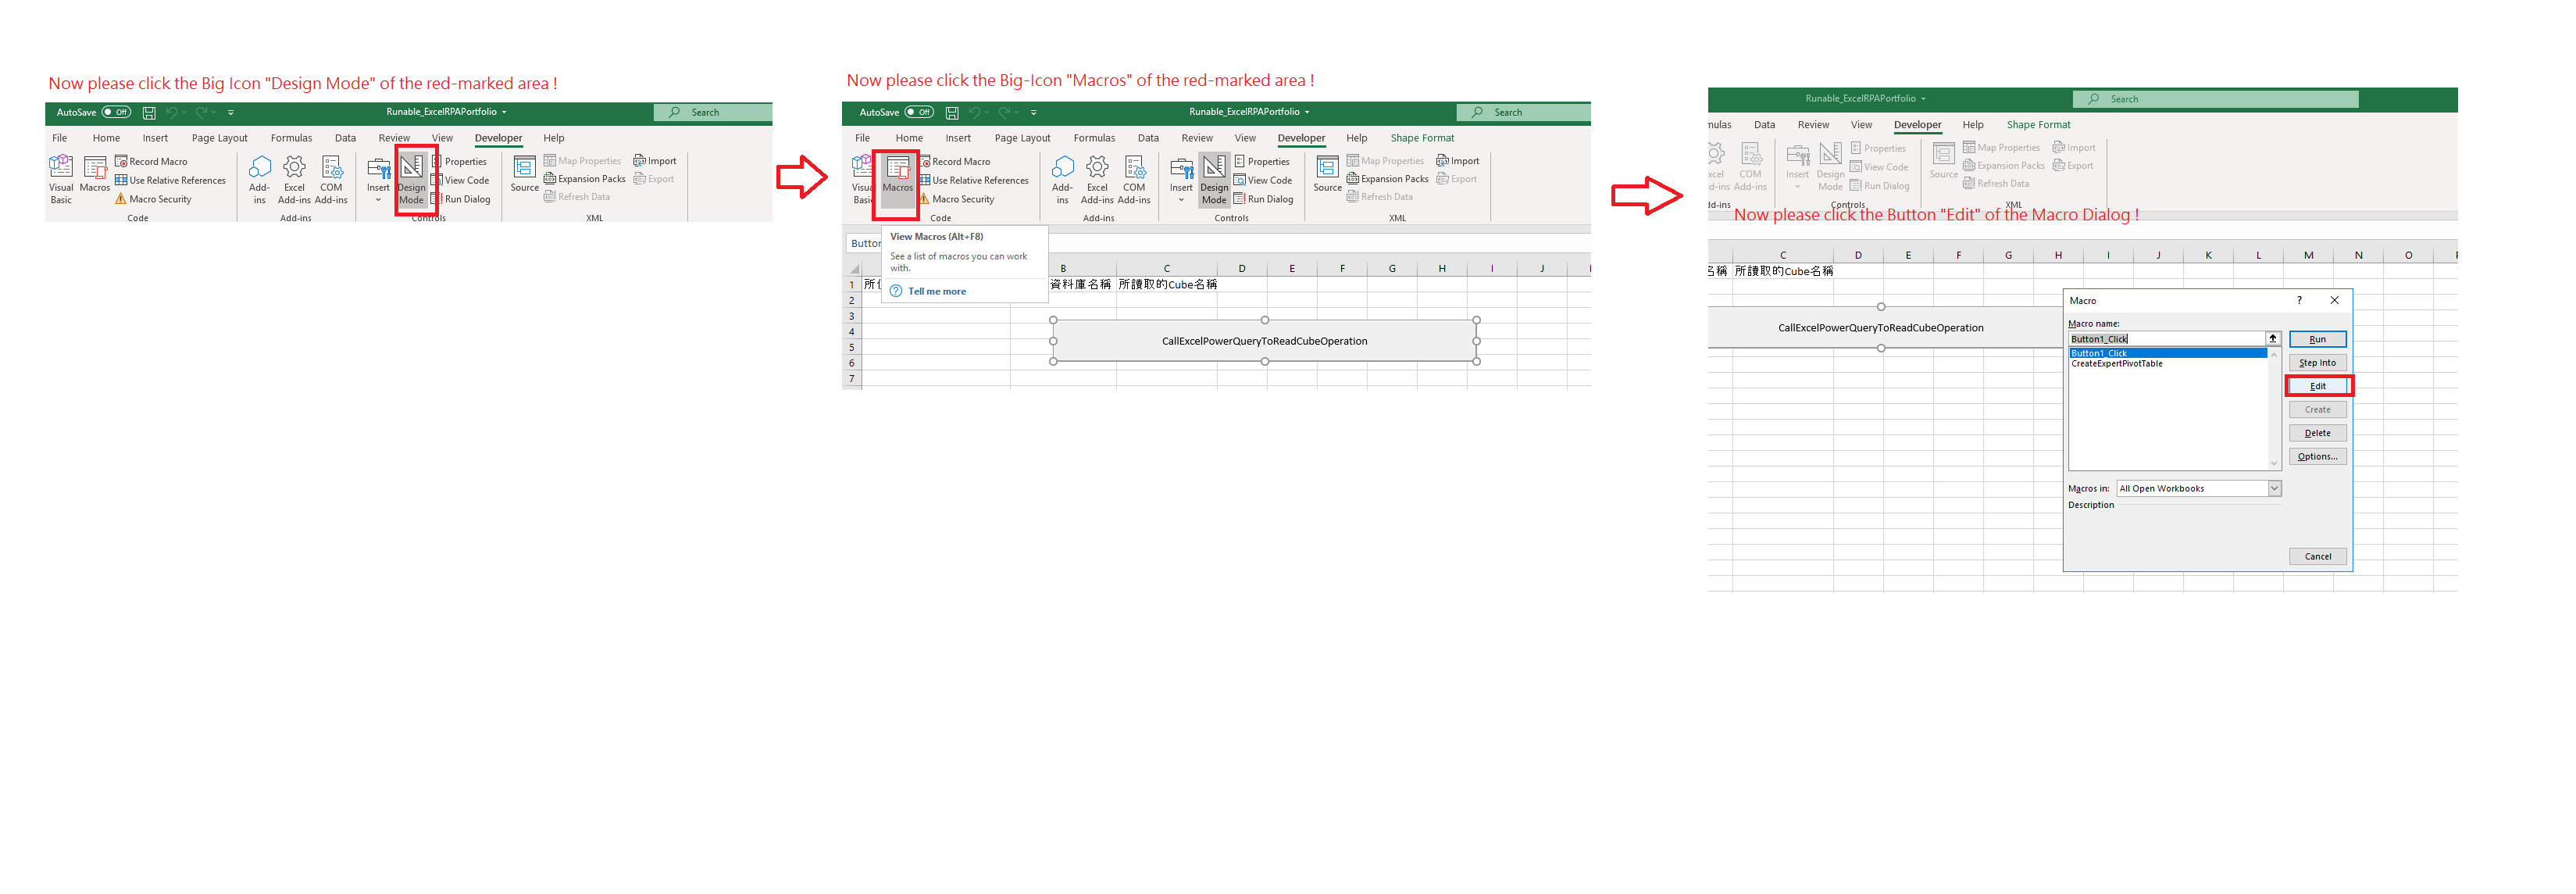 Now please click the Big Icon "Design Mode" of the red-marked area !
AutoSave Off Runable_ExcelRPAPortfolio Search
File Home Insert Page Layout Formulas Data Review View Developer Help
Visual Basic
Macros
Record Macro
Use Relative References
Macro Security
Code
Add-ins
Excel Add-ins
COM Add-ins
Add-ins
Insert
Design Mode
Properties
View Code
Run Dialog
Controls
Source
Map Properties
Expansion Packs
Refresh Data
Import
Export
XML
Now please click the Big-Icon "Macros" of the red-marked area !
AutoSave Off Runable_ExcelRPAPortfolio Search
File Home Insert Page Layout Formulas Data Review View Developer Help Shape Format
Visua
Basi
Macros
Record Macro
Use Relative References
Macro Security
Code
Add-ins
Excel Add-ins
COM Add-ins
Add-ins
Insert
Design Mode
Properties
View Code
Run Dialog
Controls
Source
Map Properties
Expansion Packs
Refresh Data
Import
Export
XML
Button
View Macros (Alt+F8)
See a list of macros you can work
with.
Tell me more
B C D E F G H I J
1 資料庫名稱 所讀取的Cube名稱
2
3
4
5
6
7
CallExcelPowerQueryToReadCubeOperation
Runable_ExcelRPAPortfolio Search
mulas Data Review View Developer Help Shape Format
xcel
d-ins
COM Add-ins
dd-ins
Insert
Design Mode
Properties
View Code
Run Dialog
Controls
Source
Map Properties
Expansion Packs
Refresh Data
Import
Export
XML
Now please click the Button "Edit" of the Macro Dialog !
C D E F G H I J K L M N O
名稱 所讀取的Cube名稱
CallExcelPowerQueryToReadCubeOperation
Macro ?
Macro name:
Button1_Click
Button1_Click
CreateExpertPivotTable
Run
Step Into
Edit
Create
Delete
Options...
Macros in: All Open Workbooks
Description
Cancel